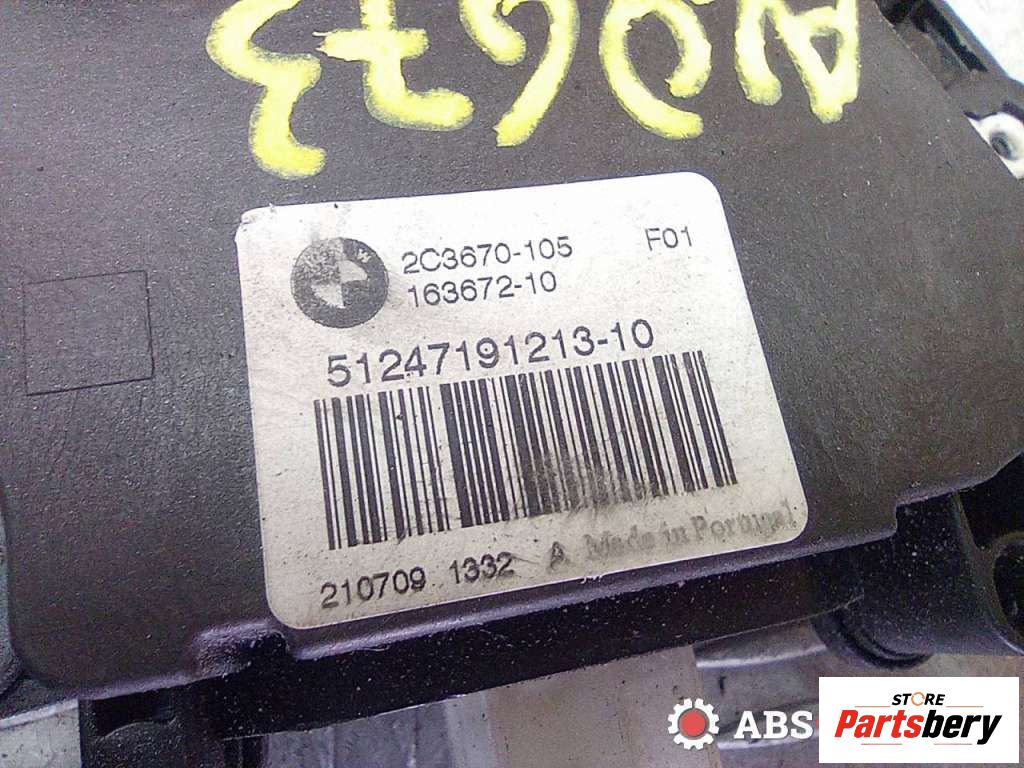 2C3670-105 F01
163672-10
51247191213-10
210709 1332 A Made in Portugal
ABS
STORE
Partsbery